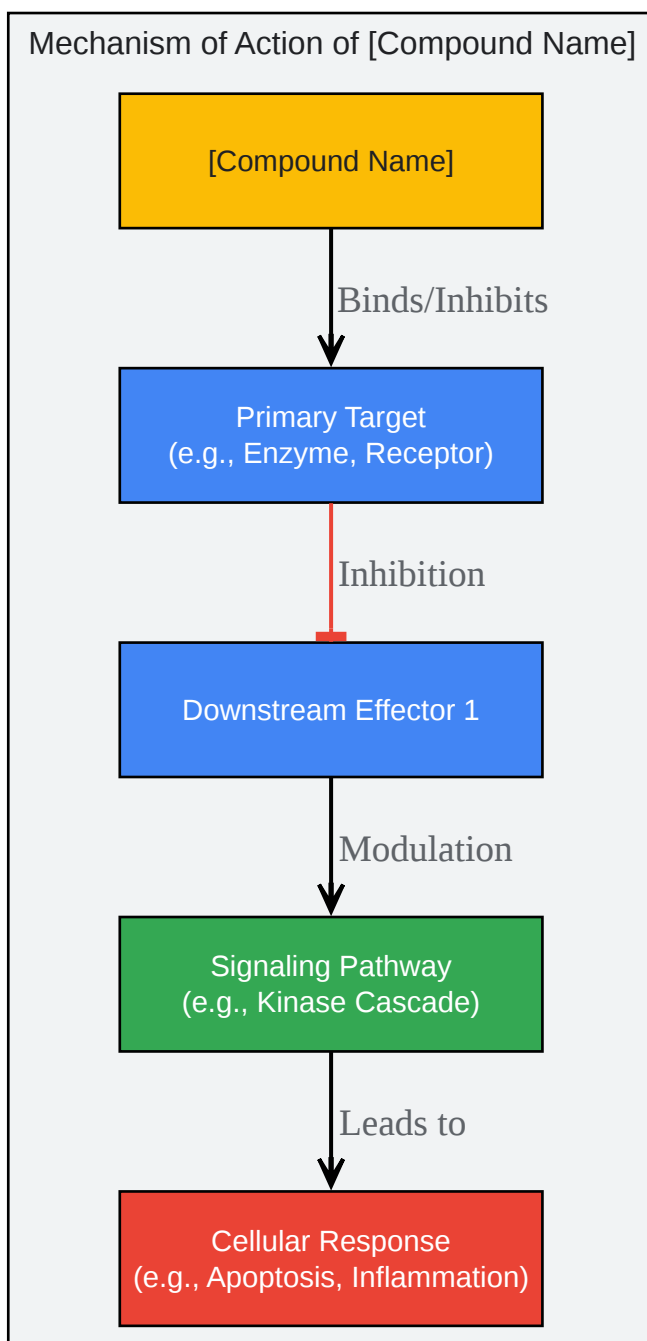 Mechanism of Action of [Compound Name]
[Compound Name]
Binds/Inhibits
Primary Target
(e.g., Enzyme, Receptor)
Inhibition
Downstream Effector 1
Modulation
Signaling Pathway
(e.g., Kinase Cascade)
Leads to
Cellular Response
(e.g., Apoptosis, Inflammation)